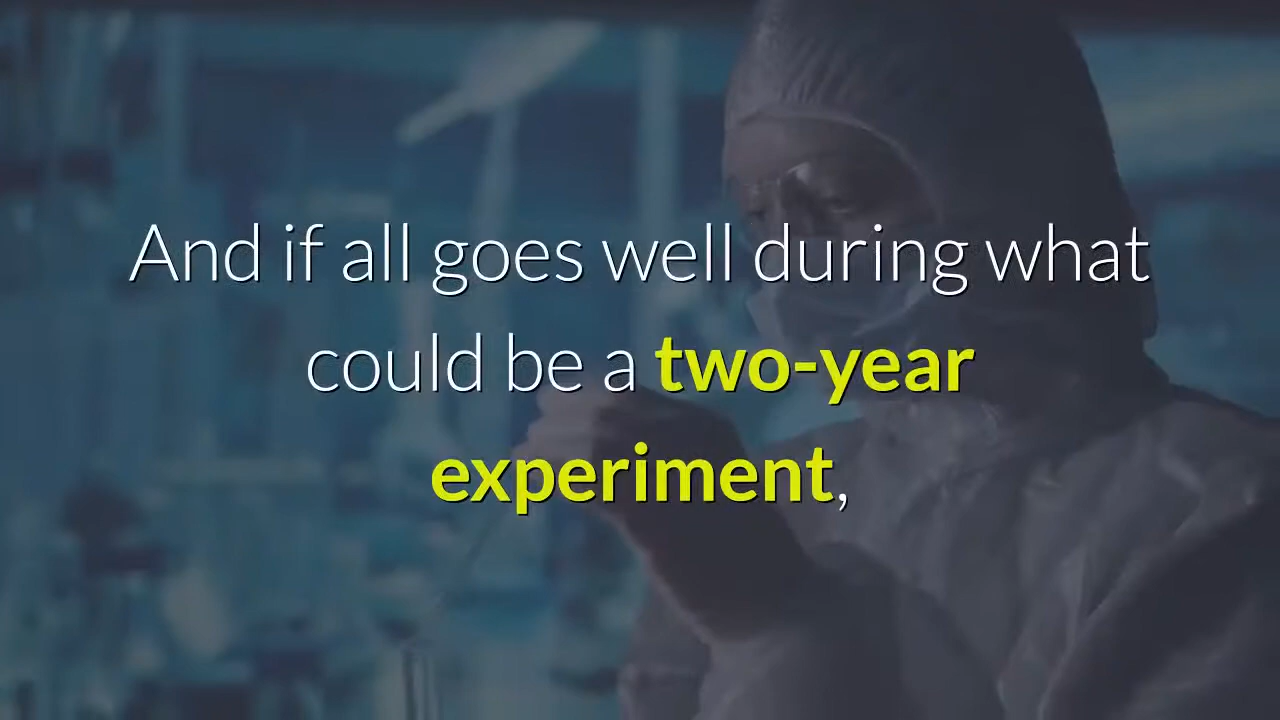 And if all goes well during what
could be a two-year
experiment,